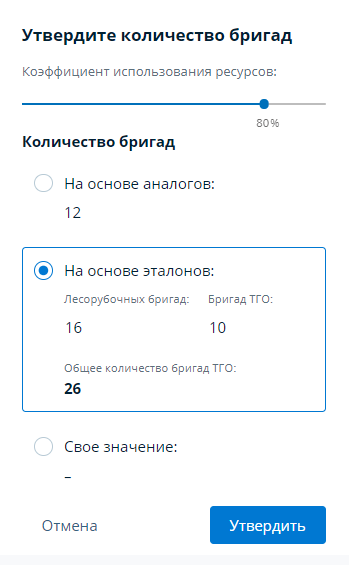 Утвердите количество бригад
Коэффициент использования ресурсов:
80%
Количество бригад
На основе аналогов:
12
На основе эталонов:
Лесорубочных бригад: Бригад ТГО:
16 10
Общее количество бригад ТГО:
26
Свое значение:
–
Отмена Утвердить